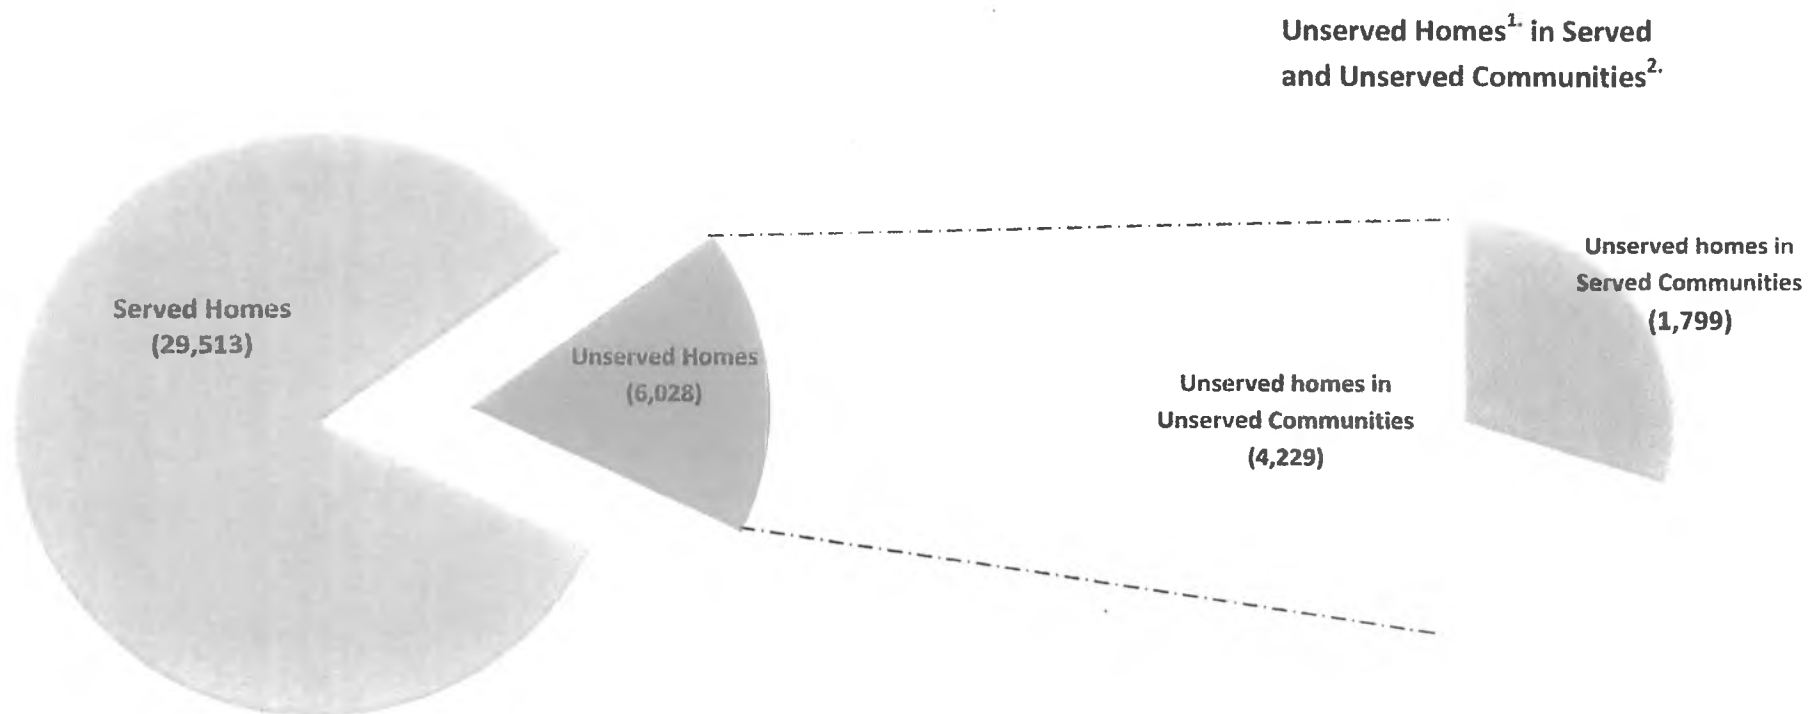 Unserved Homes1. in Served
and Unserved Communities2.
Served Homes
(29,513)
Unserved Homes
(6,028)
Unserved homes in
Unserved Communities
(4,229)
Unserved homes in
Served Communities
(1,799)